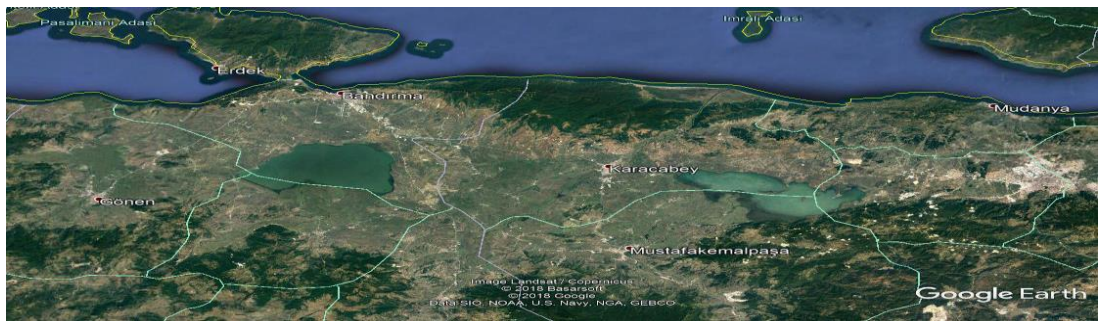 Paşalimanı Adası
İmralı Adası
Erdek
Bandırma
Mudanya
Karacabey
Gönen
Mustafakemalpaşa
Image Landsat / Copernicus
© 2018 Basarsoft
© 2018 Google
Data SIO, NOAA, U.S. Navy, NGA, GEBCO
Google Earth